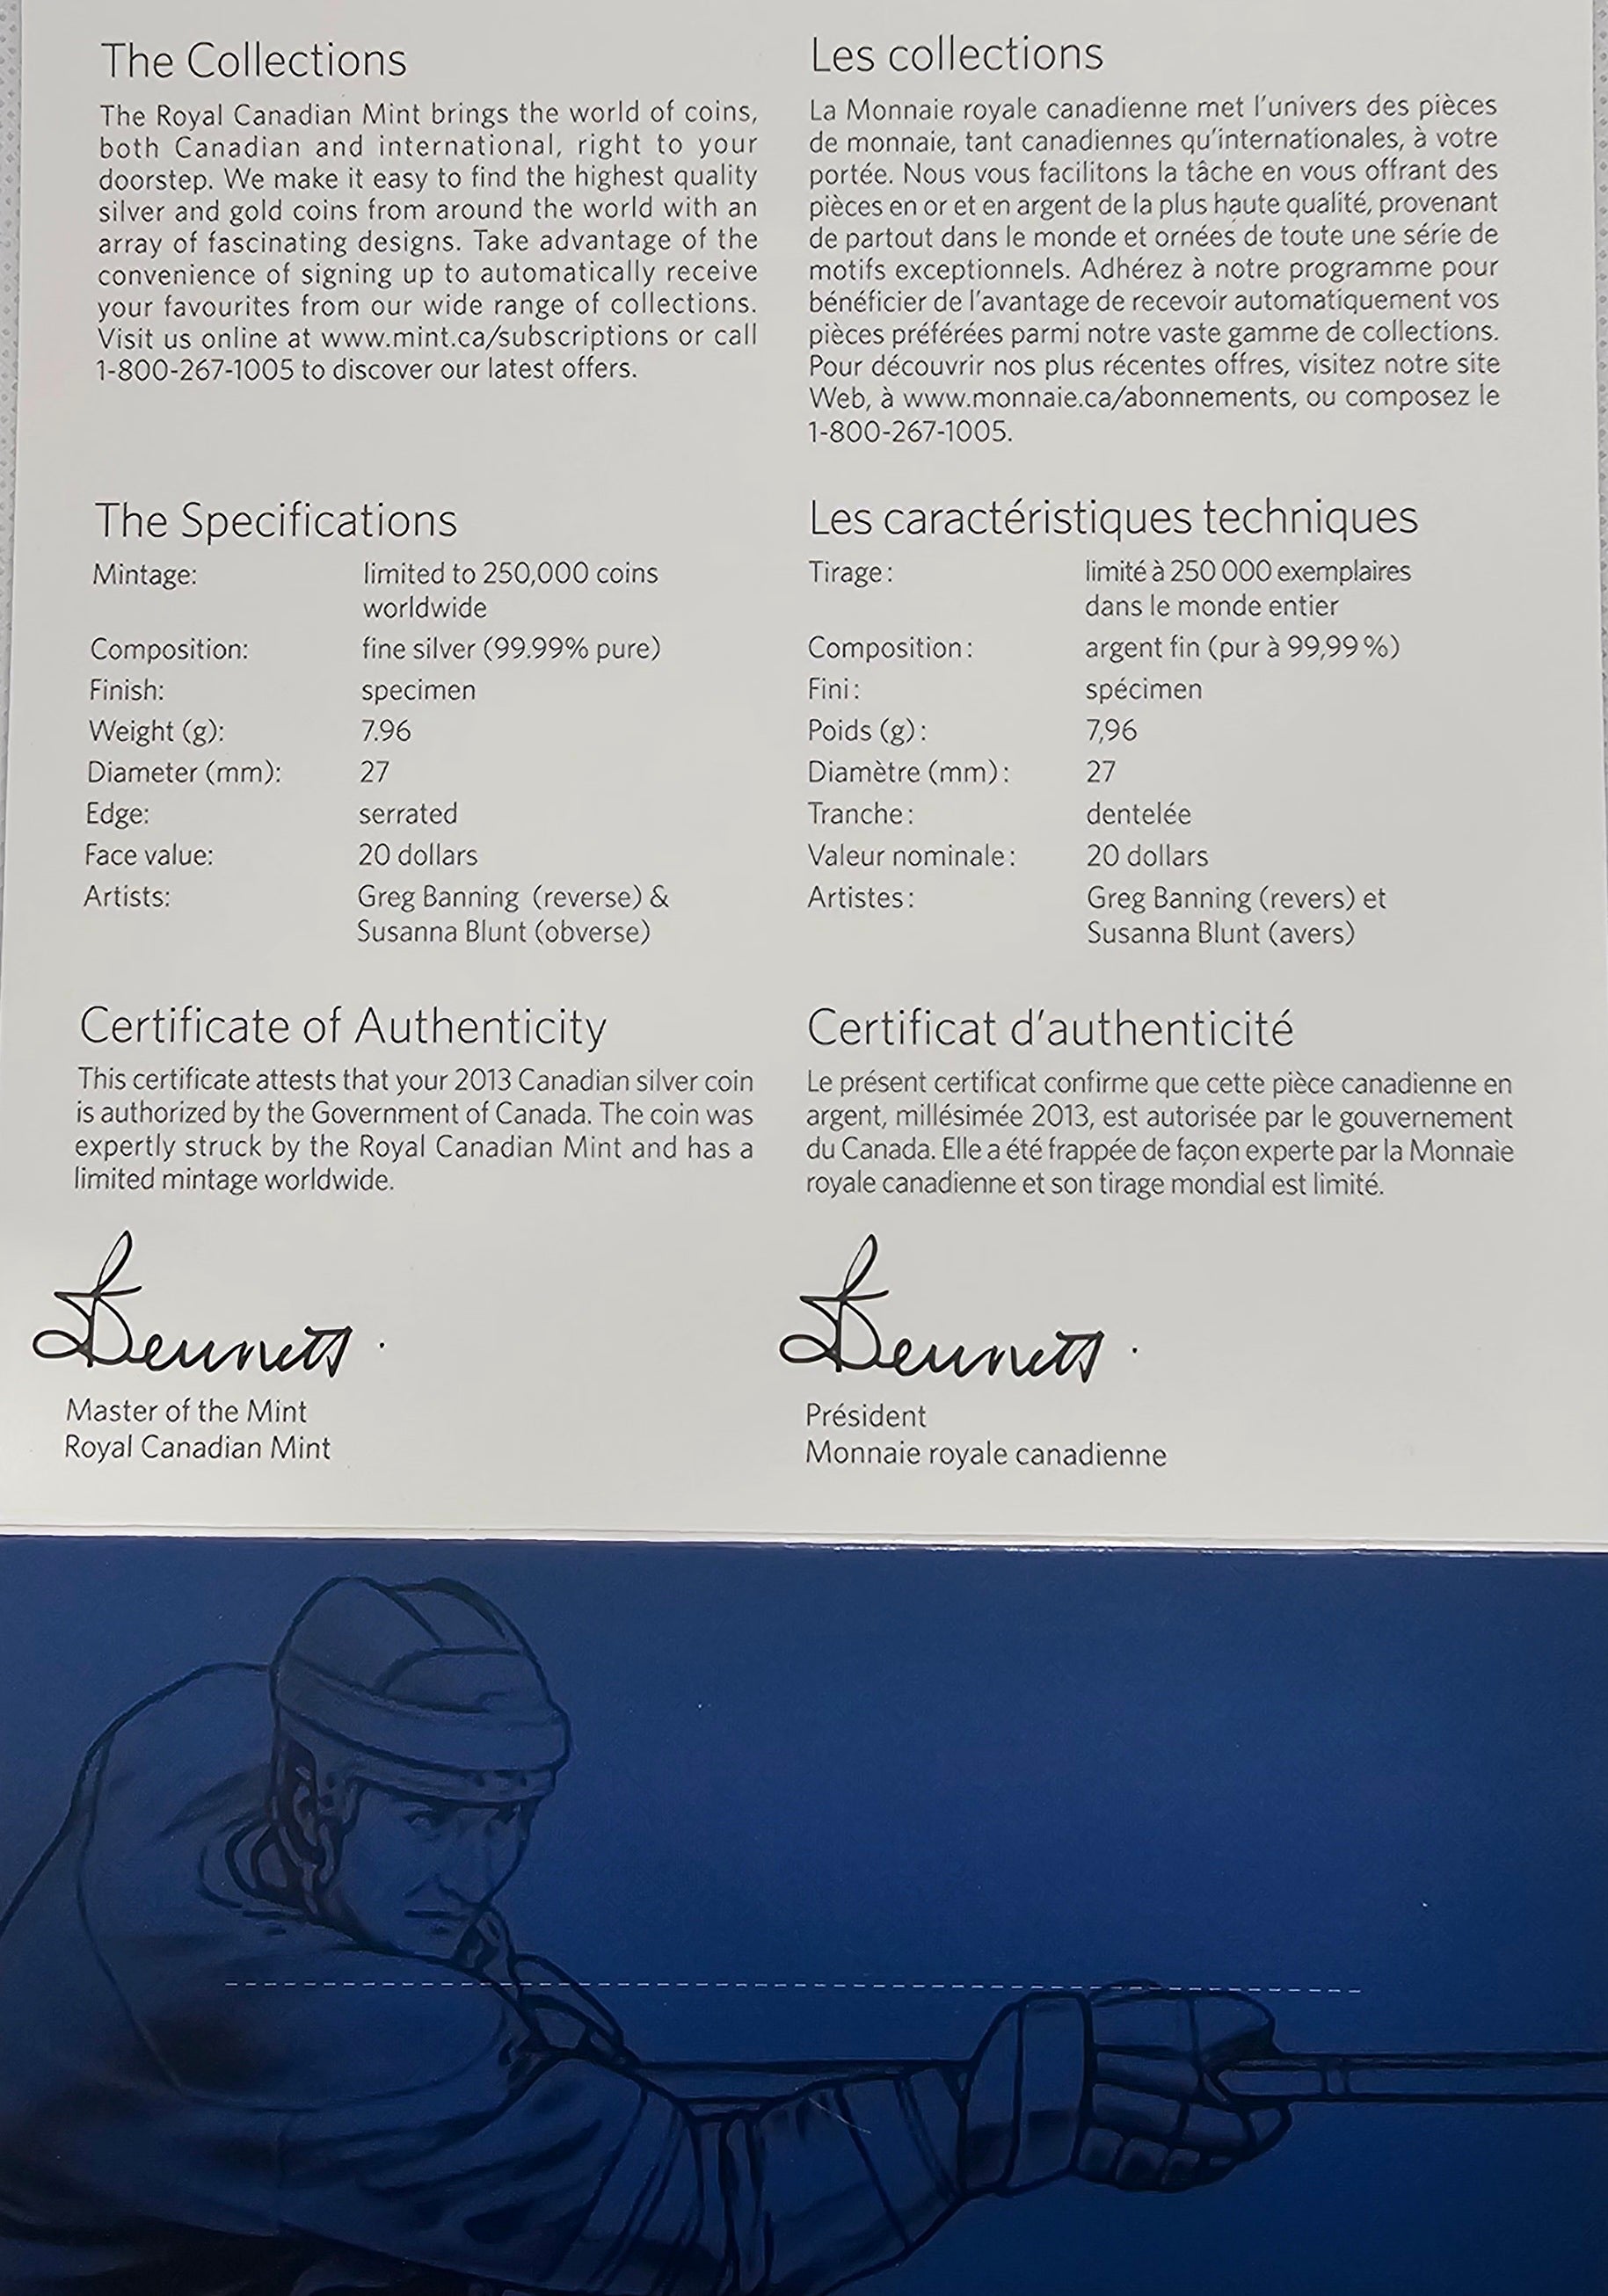 The Collections
The Royal Canadian Mint brings the world of coins,
both Canadian and international, right to your
doorstep. We make it easy to find the highest quality
silver and gold coins from around the world with an
array of fascinating designs. Take advantage of the
convenience of signing up to automatically receive
your favourites from our wide range of collections.
Visit us online at www.mint.ca/subscriptions or call
1-800-267-1005 to discover our latest offers.
The Specifications
Mintage: limited to 250,000 coins
worldwide
Composition: fine silver (99.99% pure)
Finish: specimen
Weight (g): 7.96
Diameter (mm): 27
Edge: serrated
Face value: 20 dollars
Artists: Greg Banning (reverse) &
Susanna Blunt (obverse)
Certificate of Authenticity
This certificate attests that your 2013 Canadian silver coin
is authorized by the Government of Canada. The coin was
expertly struck by the Royal Canadian Mint and has a
limited mintage worldwide.
Bennett
Master of the Mint
Royal Canadian Mint
Les collections
La Monnaie royale canadienne met l'univers des pièces
de monnaie, tant canadiennes qu'internationales, à votre
portée. Nous vous facilitons la tâche en vous offrant des
pièces en or et en argent de la plus haute qualité, provenant
de partout dans le monde et ornées de toute une série de
motifs exceptionnels. Adhérez à notre programme pour
bénéficier de l'avantage de recevoir automatiquement vos
pièces préférées parmi notre vaste gamme de collections.
Pour découvrir nos plus récentes offres, visitez notre site
Web, à www.monnaie.ca/abonnements, ou composez le
1-800-267-1005.
Les caractéristiques techniques
Tirage : limité à 250 000 exemplaires
dans le monde entier
Composition : argent fin (pur à 99,99 %)
Fini : spécimen
Poids (g) : 7,96
Diamètre (mm) : 27
Tranche : dentelée
Valeur nominale : 20 dollars
Artistes : Greg Banning (revers) et
Susanna Blunt (avers)
Certificat d'authenticité
Le présent certificat confirme que cette pièce canadienne en
argent, millésimée 2013, est autorisée par le gouvernement
du Canada. Elle a été frappée de façon experte par la Monnaie
royale canadienne et son tirage mondial est limité.
Bennett
Président
Monnaie royale canadienne